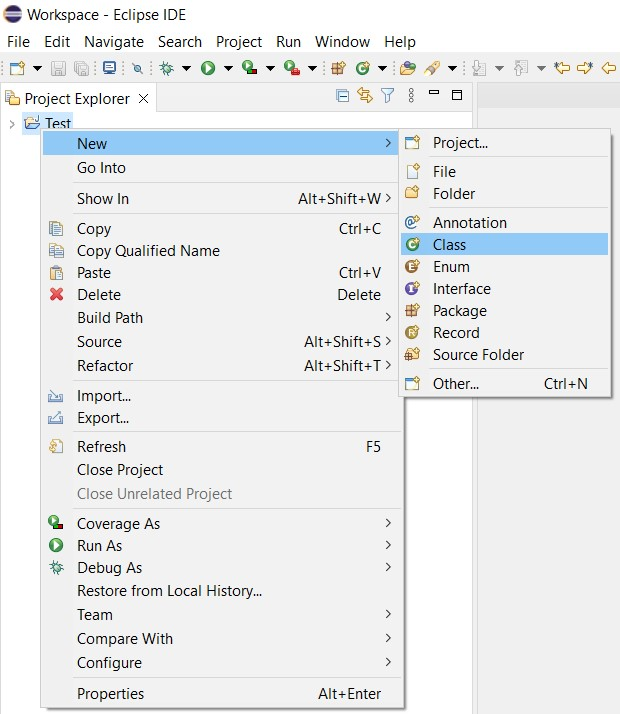 Workspace - Eclipse IDE
File Edit Navigate Search Project Run Window Help
Project Explorer
Test
New
Go Into
Show In Alt+Shift+W
Copy Ctrl+C
Copy Qualified Name
Paste Ctrl+V
Delete Delete
Build Path
Source Alt+Shift+S
Refactor Alt+Shift+T
Import...
Export...
Refresh F5
Close Project
Close Unrelated Project
Coverage As
Run As
Debug As
Restore from Local History...
Team
Compare With
Configure
Properties Alt+Enter
Project...
File
Folder
Annotation
Class
Enum
Interface
Package
Record
Source Folder
Other... Ctrl+N